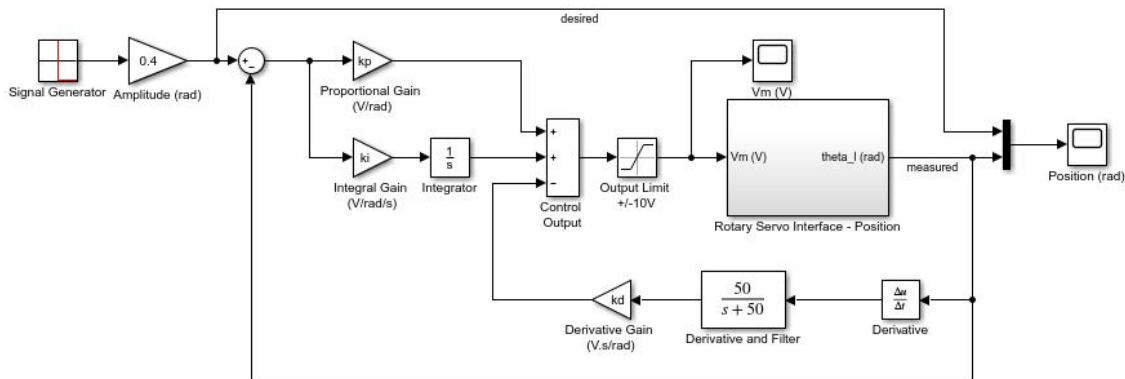 desired
0.4
Signal Generator
Amplitude (rad)
+
−
kp
Proportional Gain
(V/rad)
ki
Integral Gain
(V/rad/s)
1
s
Integrator
+
+
−
Control
Output
Output Limit
+/-10V
Vm (V)
Vm (V)
theta_l (rad)
Rotary Servo Interface - Position
measured
Position (rad)
kd
Derivative Gain
(V.s/rad)
50
s + 50
Derivative and Filter
Δu
Δt
Derivative